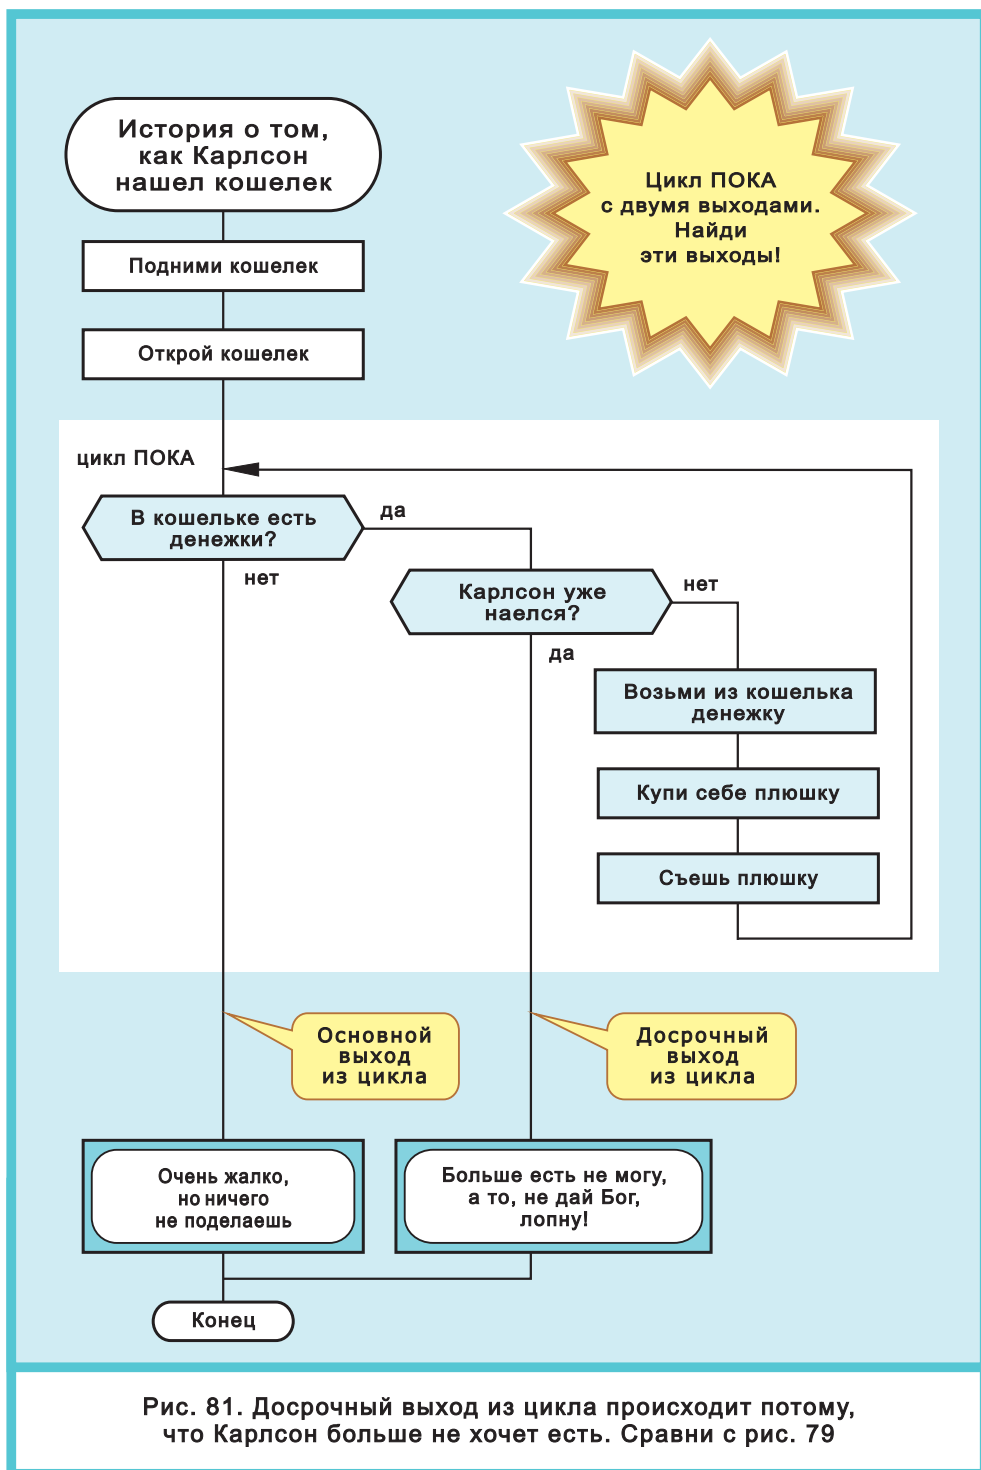 История о том,
как Карлсон
нашел кошелек
Цикл ПОКА
с двумя выходами.
Найди
эти выходы!
Подними кошелек
Открой кошелек
цикл ПОКА
В кошельке есть
денежки?
да
нет
Карлсон уже
наелся?
нет
да
Возьми из кошелька
денежку
Купи себе плюшку
Съешь плюшку
Основной
выход
из цикла
Досрочный
выход
из цикла
Очень жалко,
но ничего
не поделаешь
Больше есть не могу,
а то, не дай Бог,
лопну!
Конец
Рис. 81. Досрочный выход из цикла происходит потому,
что Карлсон больше не хочет есть. Сравни с рис. 79